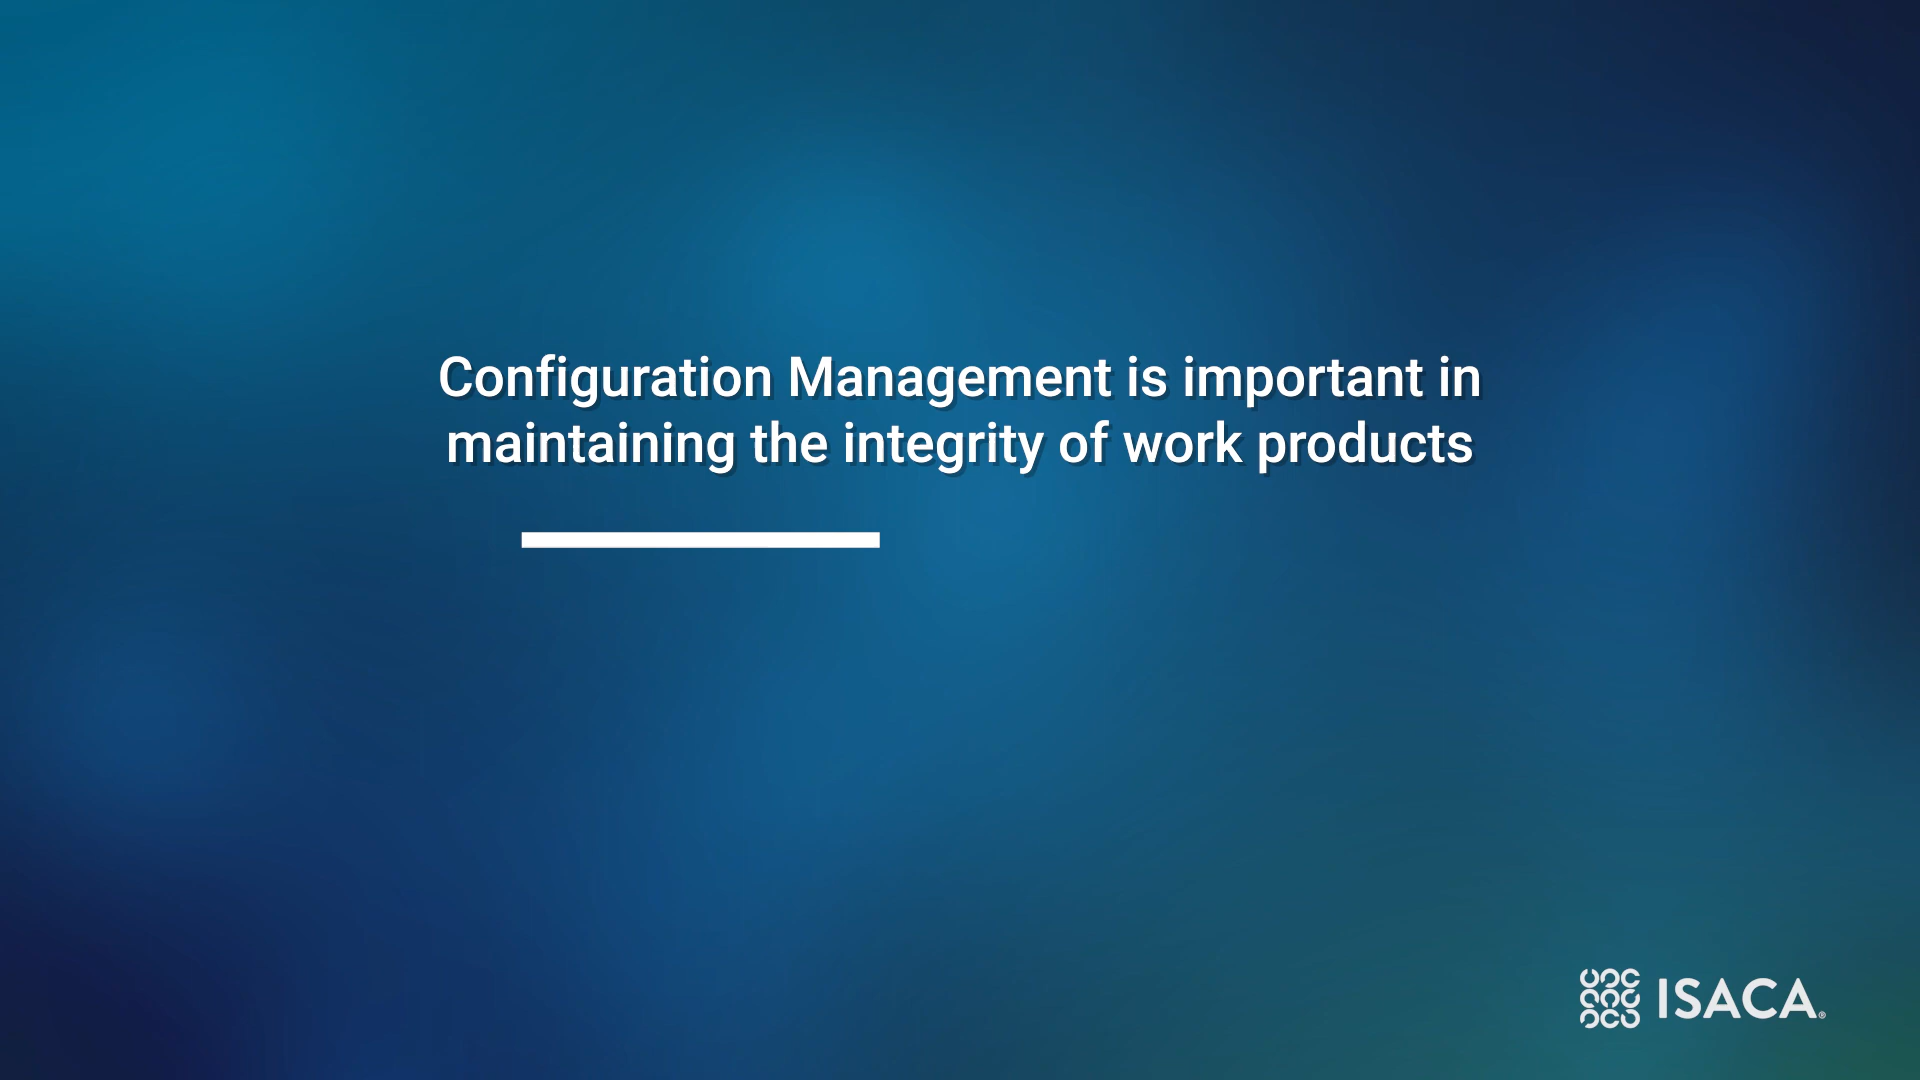 Configuration Management is important in
maintaining the integrity of work products
ISACA®